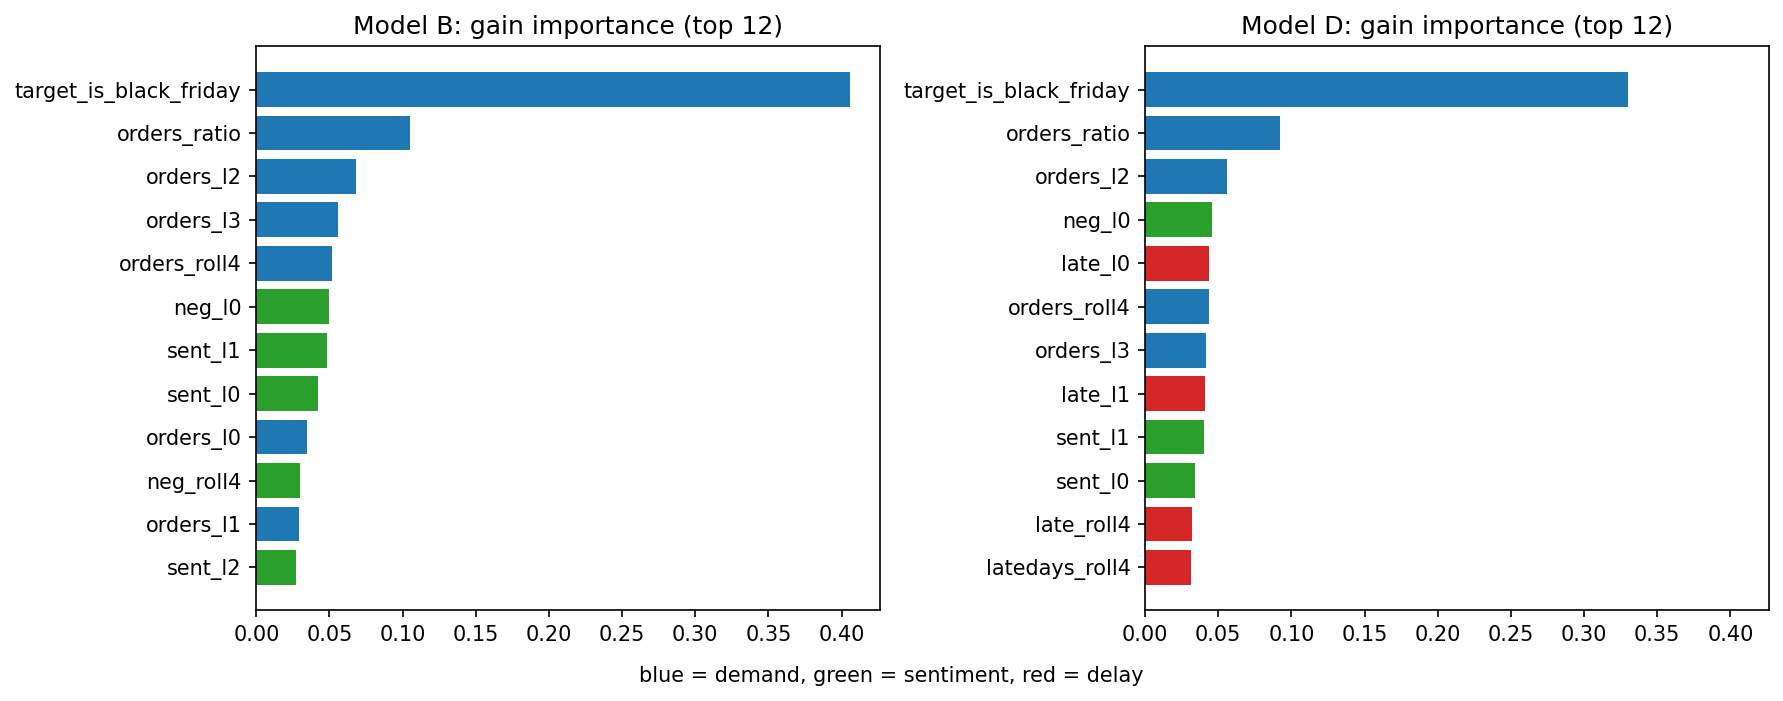 Model B: gain importance (top 12)
target_is_black_friday
orders_ratio
orders_l2
orders_l3
orders_roll4
neg_l0
sent_l1
sent_l0
orders_l0
neg_roll4
orders_l1
sent_l2
0.00 0.05 0.10 0.15 0.20 0.25 0.30 0.35 0.40
Model D: gain importance (top 12)
target_is_black_friday
orders_ratio
orders_l2
neg_l0
late_l0
orders_roll4
orders_l3
late_l1
sent_l1
sent_l0
late_roll4
latedays_roll4
0.00 0.05 0.10 0.15 0.20 0.25 0.30 0.35 0.40
blue = demand, green = sentiment, red = delay